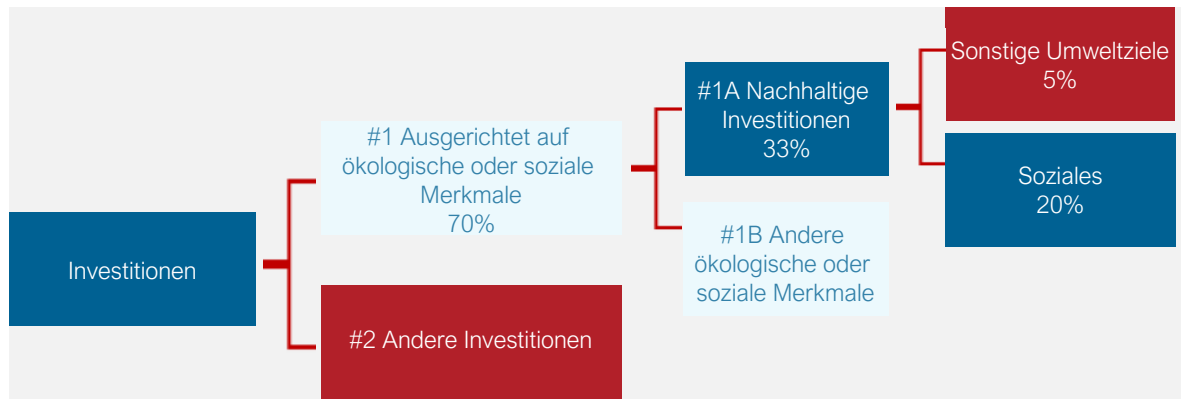 Investitionen
#1 Ausgerichtet auf
ökologische oder soziale
Merkmale
70%
#2 Andere Investitionen
#1A Nachhaltige
Investitionen
33%
#1B Andere
ökologische oder
soziale Merkmale
Sonstige Umweltziele
5%
Soziales
20%